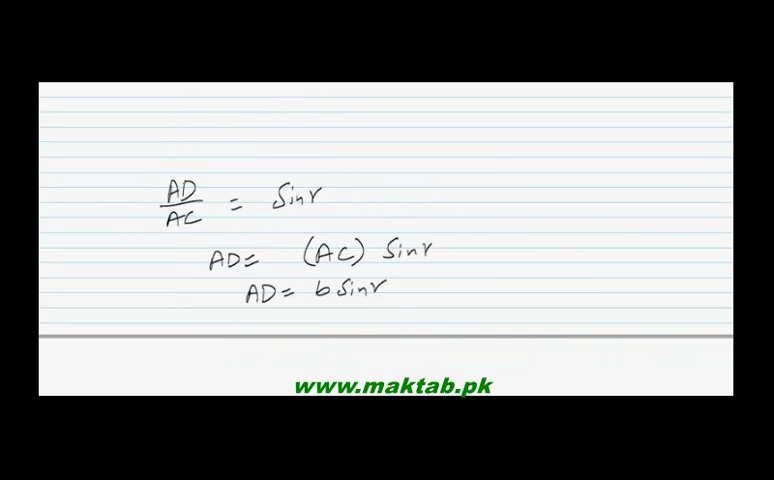 AD/AC = Sinγ
AD = (AC) Sinγ
AD = b Sinγ
www.maktab.pk